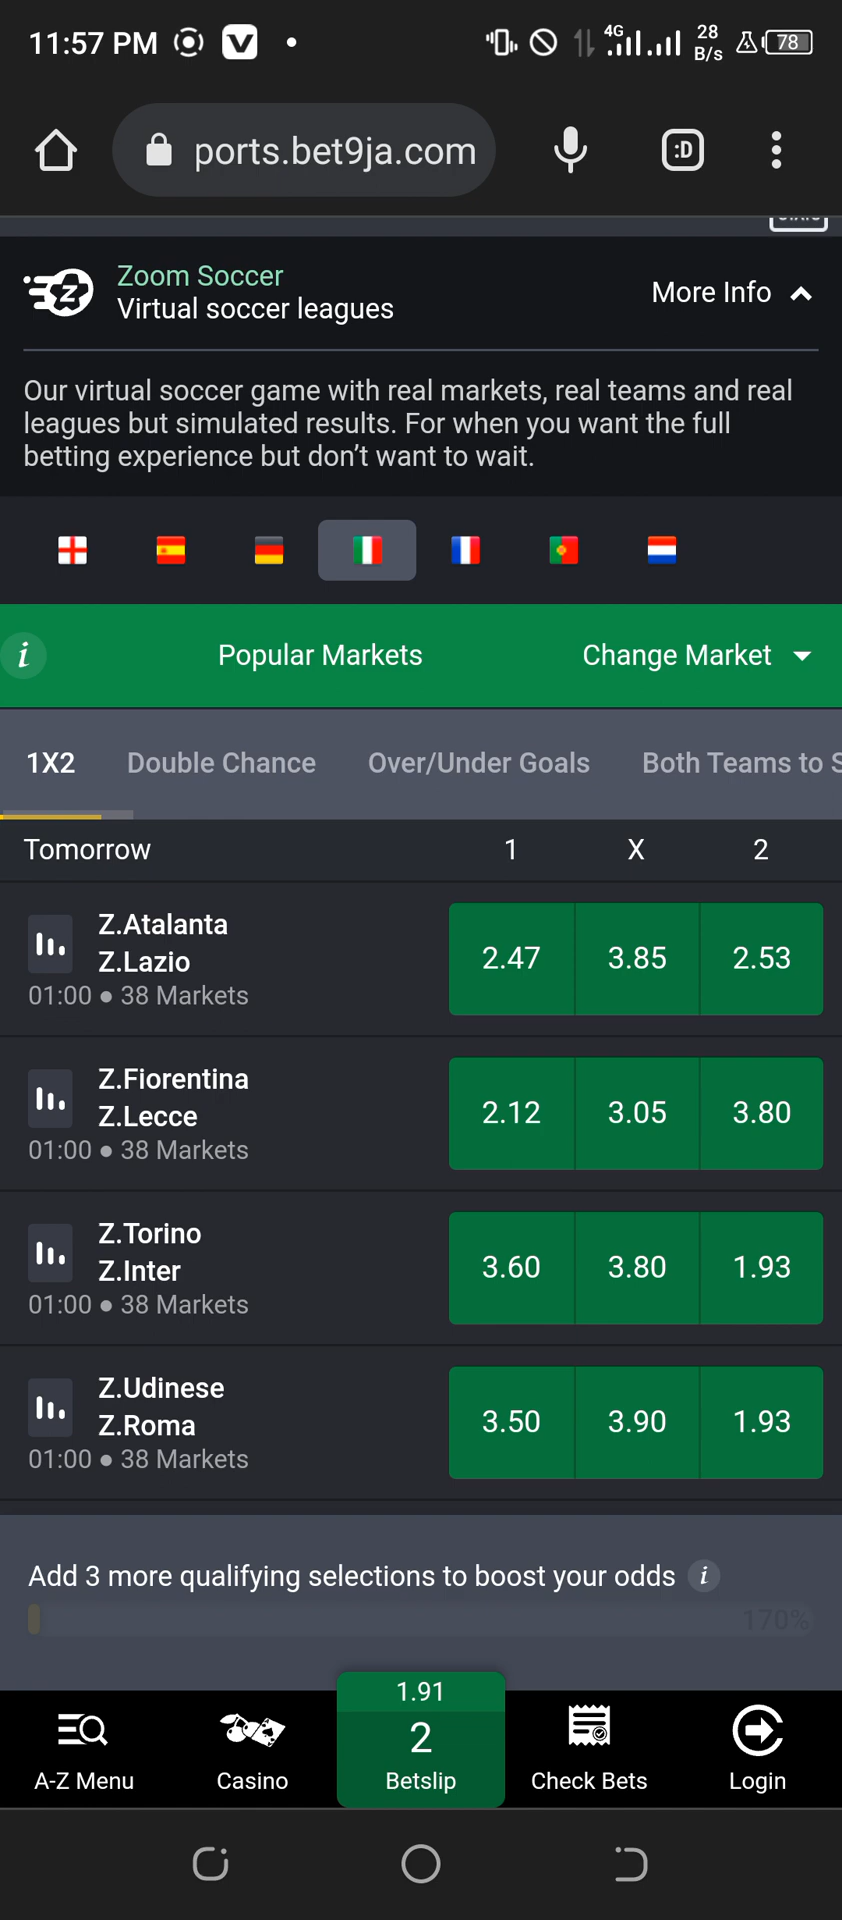 11:57 PM
4G
28
B/s
78
ports.bet9ja.com
:D
Zoom Soccer
Virtual soccer leagues
More Info
Our virtual soccer game with real markets, real teams and real
leagues but simulated results. For when you want the full
betting experience but don’t want to wait.
i Popular Markets Change Market
1X2 Double Chance Over/Under Goals Both Teams to S
Tomorrow 1 X 2
Z.Atalanta
Z.Lazio
01:00 ● 38 Markets
2.47 3.85 2.53
Z.Fiorentina
Z.Lecce
01:00 ● 38 Markets
2.12 3.05 3.80
Z.Torino
Z.Inter
01:00 ● 38 Markets
3.60 3.80 1.93
Z.Udinese
Z.Roma
01:00 ● 38 Markets
3.50 3.90 1.93
Add 3 more qualifying selections to boost your odds i
170%
1.91
2
A-Z Menu Casino Betslip Check Bets Login